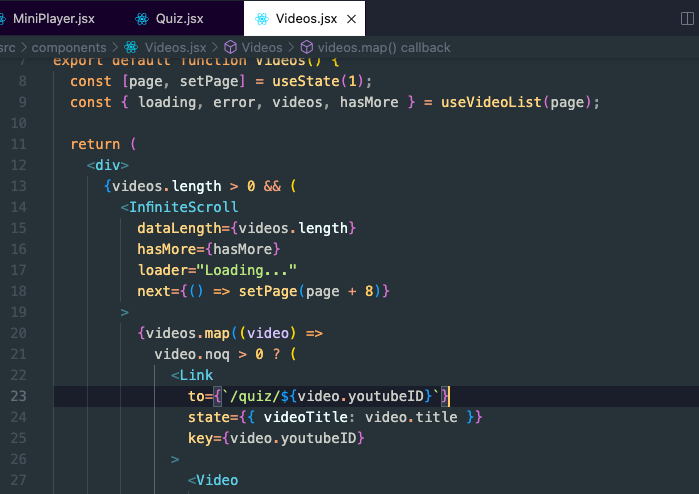 MiniPlayer.jsx Quiz.jsx Videos.jsx
src > components > Videos.jsx > Videos > videos.map() callback
7 export default function Videos() {
8 const [page, setPage] = useState(1);
9 const { loading, error, videos, hasMore } = useVideoList(page);
10
11 return (
12 <div>
13 {videos.length > 0 && (
14 <InfiniteScroll
15 dataLength={videos.length}
16 hasMore={hasMore}
17 loader="Loading..."
18 next={() => setPage(page + 8)}
19 >
20 {videos.map((video) =>
21 video.noq > 0 ? (
22 <Link
23 to={`/quiz/${video.youtubeID}`}
24 state={{ videoTitle: video.title }}
25 key={video.youtubeID}
26 >
27 <Video